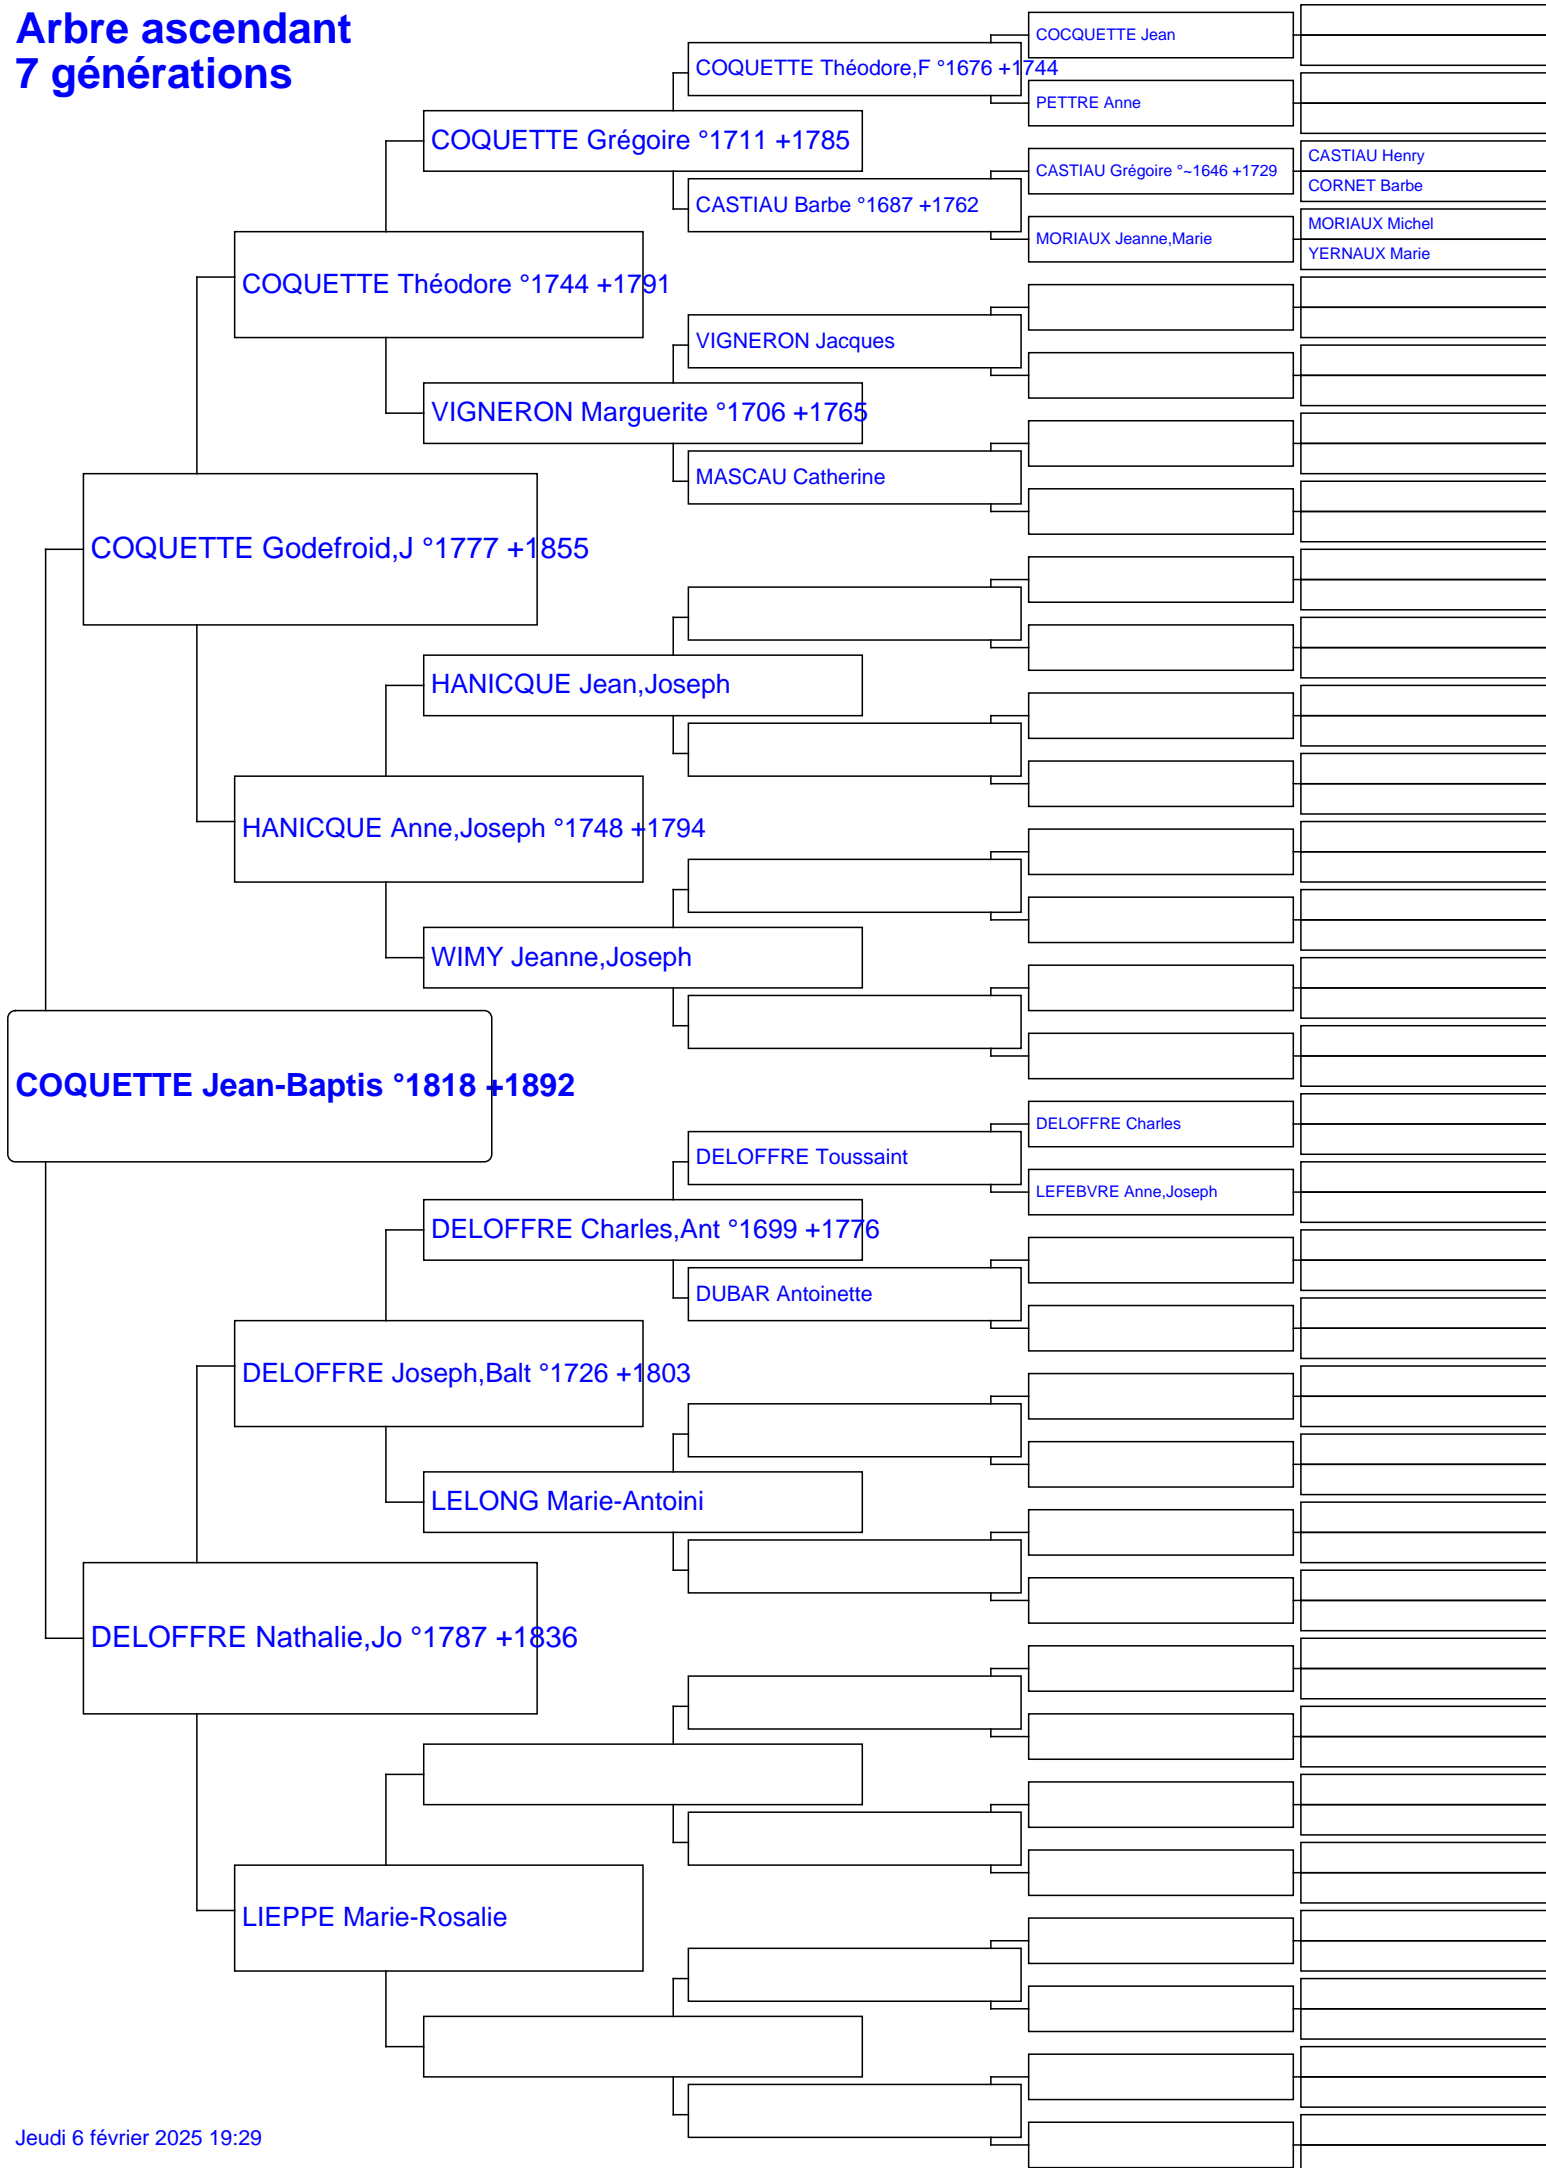 Arbre ascendant
7 générations
COCQUETTE Jean
COQUETTE Théodore,F °1676 +1744
PETTRE Anne
COQUETTE Grégoire °1711 +1785
CASTIAU Henry
CASTIAU Grégoire °~1646 +1729
CORNET Barbe
CASTIAU Barbe °1687 +1762
MORIAUX Michel
MORIAUX Jeanne,Marie
YERNAUX Marie
COQUETTE Théodore °1744 +1791
VIGNERON Jacques
VIGNERON Marguerite °1706 +1765
MASCAU Catherine
COQUETTE Godefroid,J °1777 +1855
HANICQUE Jean,Joseph
HANICQUE Anne,Joseph °1748 +1794
WIMY Jeanne,Joseph
COQUETTE Jean-Baptis °1818 +1892
DELOFFRE Charles
DELOFFRE Toussaint
LEFEBVRE Anne,Joseph
DELOFFRE Charles,Ant °1699 +1776
DUBAR Antoinette
DELOFFRE Joseph,Balt °1726 +1803
LELONG Marie-Antoini
DELOFFRE Nathalie,Jo °1787 +1836
LIEPPE Marie-Rosalie
Jeudi 6 février 2025 19:29